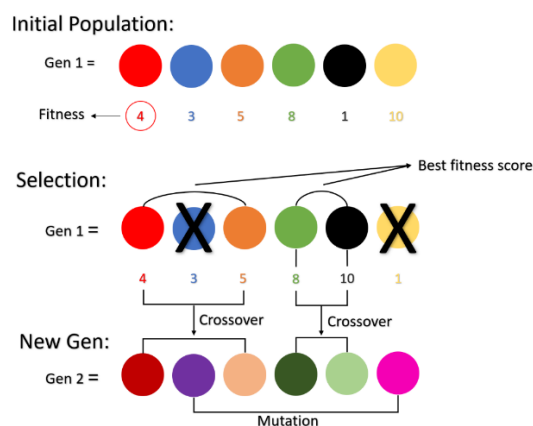 Initial Population:
Gen 1 =
Fitness 4 3 5 8 1 10
Best fitness score
Selection:
Gen 1 = X X
4 3 5 8 10 1
Crossover Crossover
New Gen:
Gen 2 =
Mutation